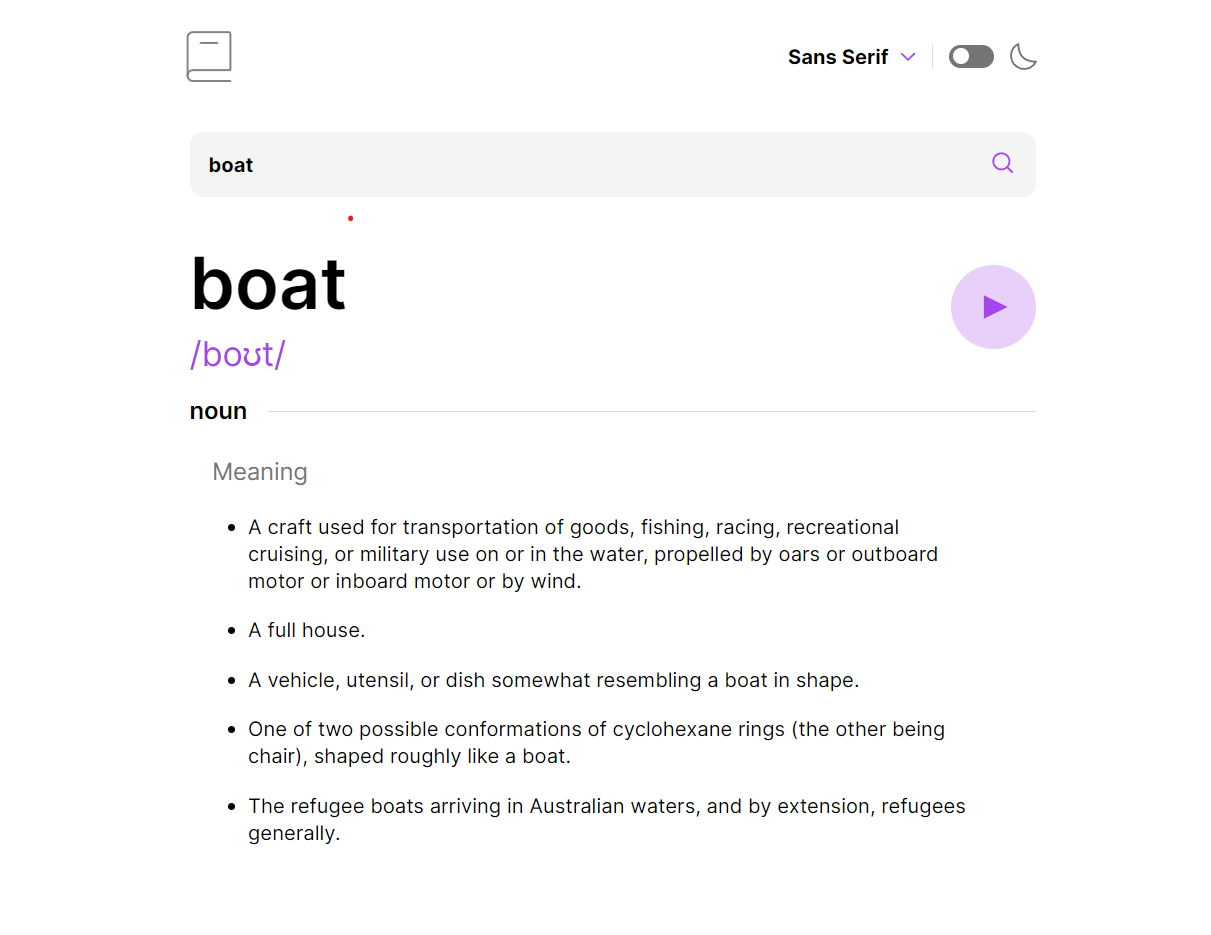 Sans Serif
boat
boat
/boʊt/
noun
Meaning
A craft used for transportation of goods, fishing, racing, recreational
cruising, or military use on or in the water, propelled by oars or outboard
motor or inboard motor or by wind.
A full house.
A vehicle, utensil, or dish somewhat resembling a boat in shape.
One of two possible conformations of cyclohexane rings (the other being
chair), shaped roughly like a boat.
The refugee boats arriving in Australian waters, and by extension, refugees
generally.